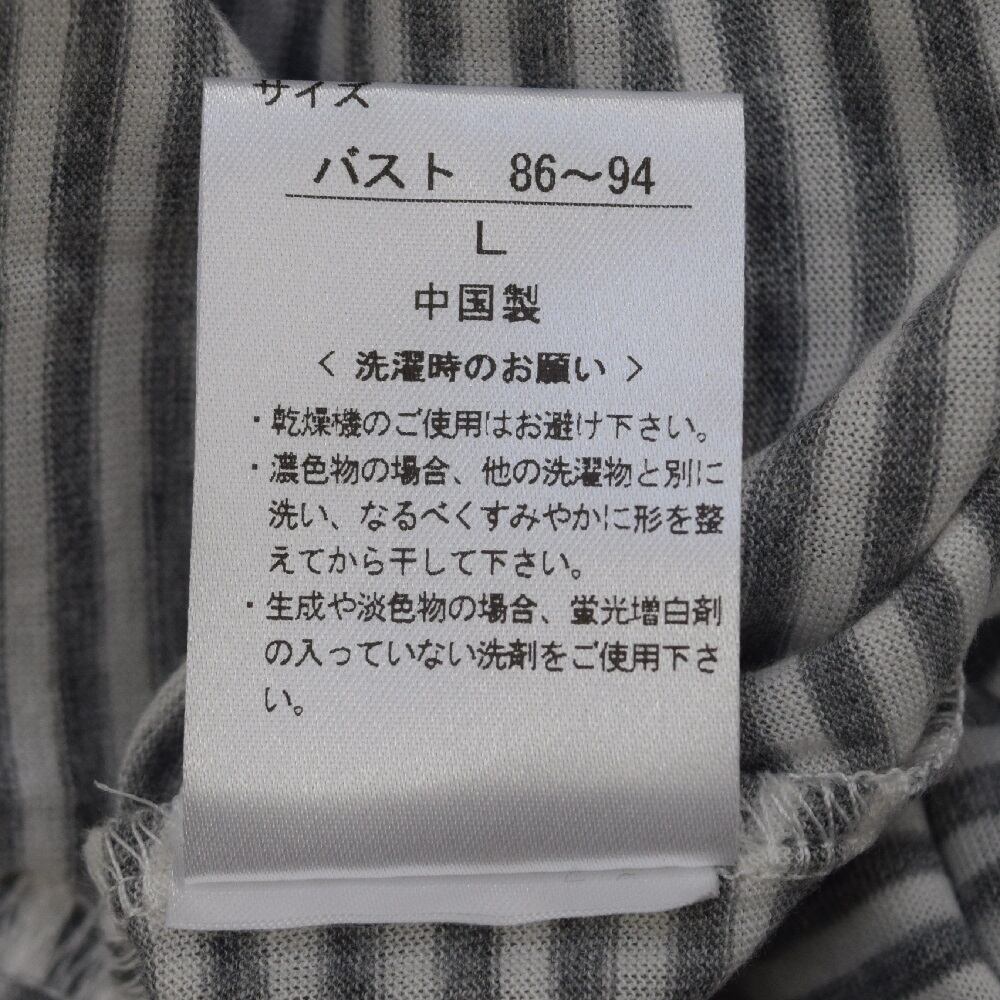 サイズ
バスト 86～94
L
中国製
< 洗濯時のお願い >
・乾燥機のご使用はお避け下さい。
・濃色物の場合、他の洗濯物と別に
洗い、なるべくすみやかに形を整
えてから干して下さい。
・生成や淡色物の場合、蛍光増白剤
の入っていない洗剤をご使用下さ
い。